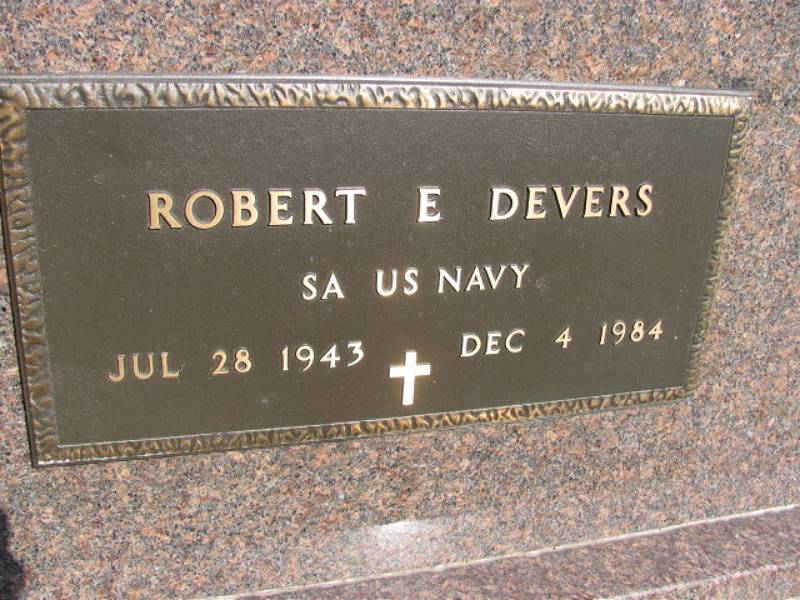 ROBERT E DEVERS
SA US NAVY
JUL 28 1943 DEC 4 1984